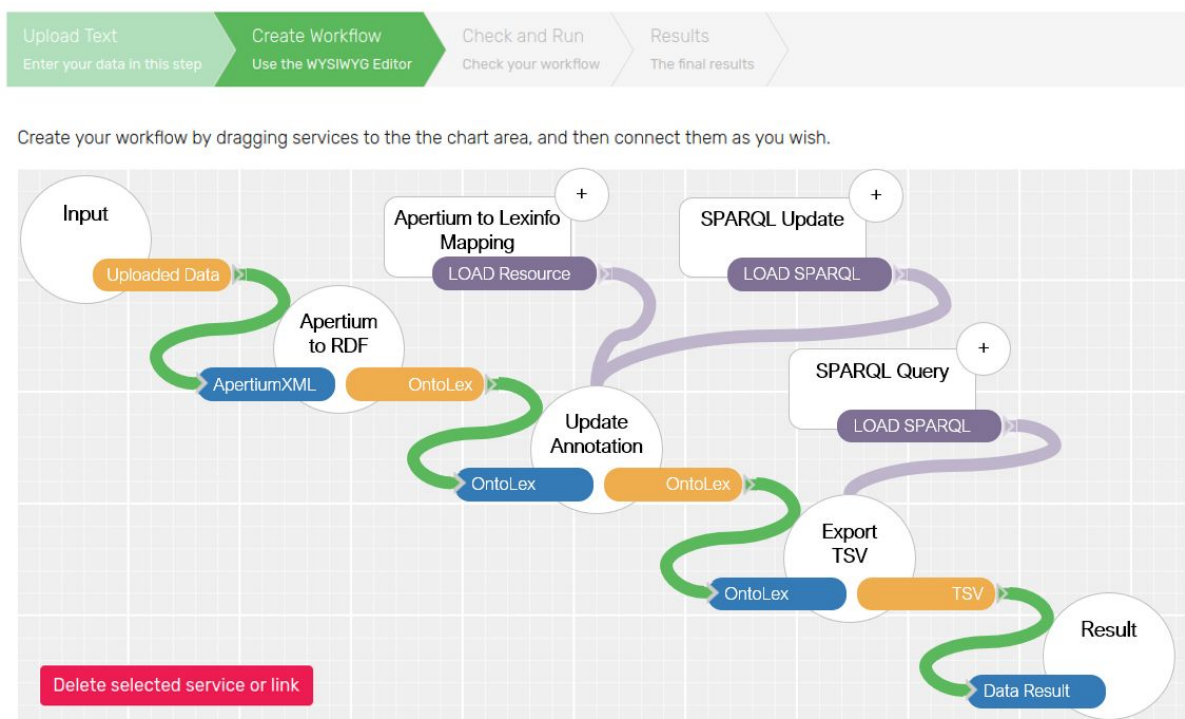 Upload Text
Enter your data in this step
Create Workflow
Use the WYSIWYG Editor
Check and Run
Check your workflow
Results
The final results
Create your workflow by dragging services to the the chart area, and then connect them as you wish.
Input
Uploaded Data
Apertium to Lexinfo
Mapping
+
LOAD Resource
SPARQL Update
+
LOAD SPARQL
Apertium
to RDF
ApertiumXML
OntoLex
SPARQL Query
+
LOAD SPARQL
Update
Annotation
OntoLex
OntoLex
Export
TSV
OntoLex
TSV
Result
Data Result
Delete selected service or link